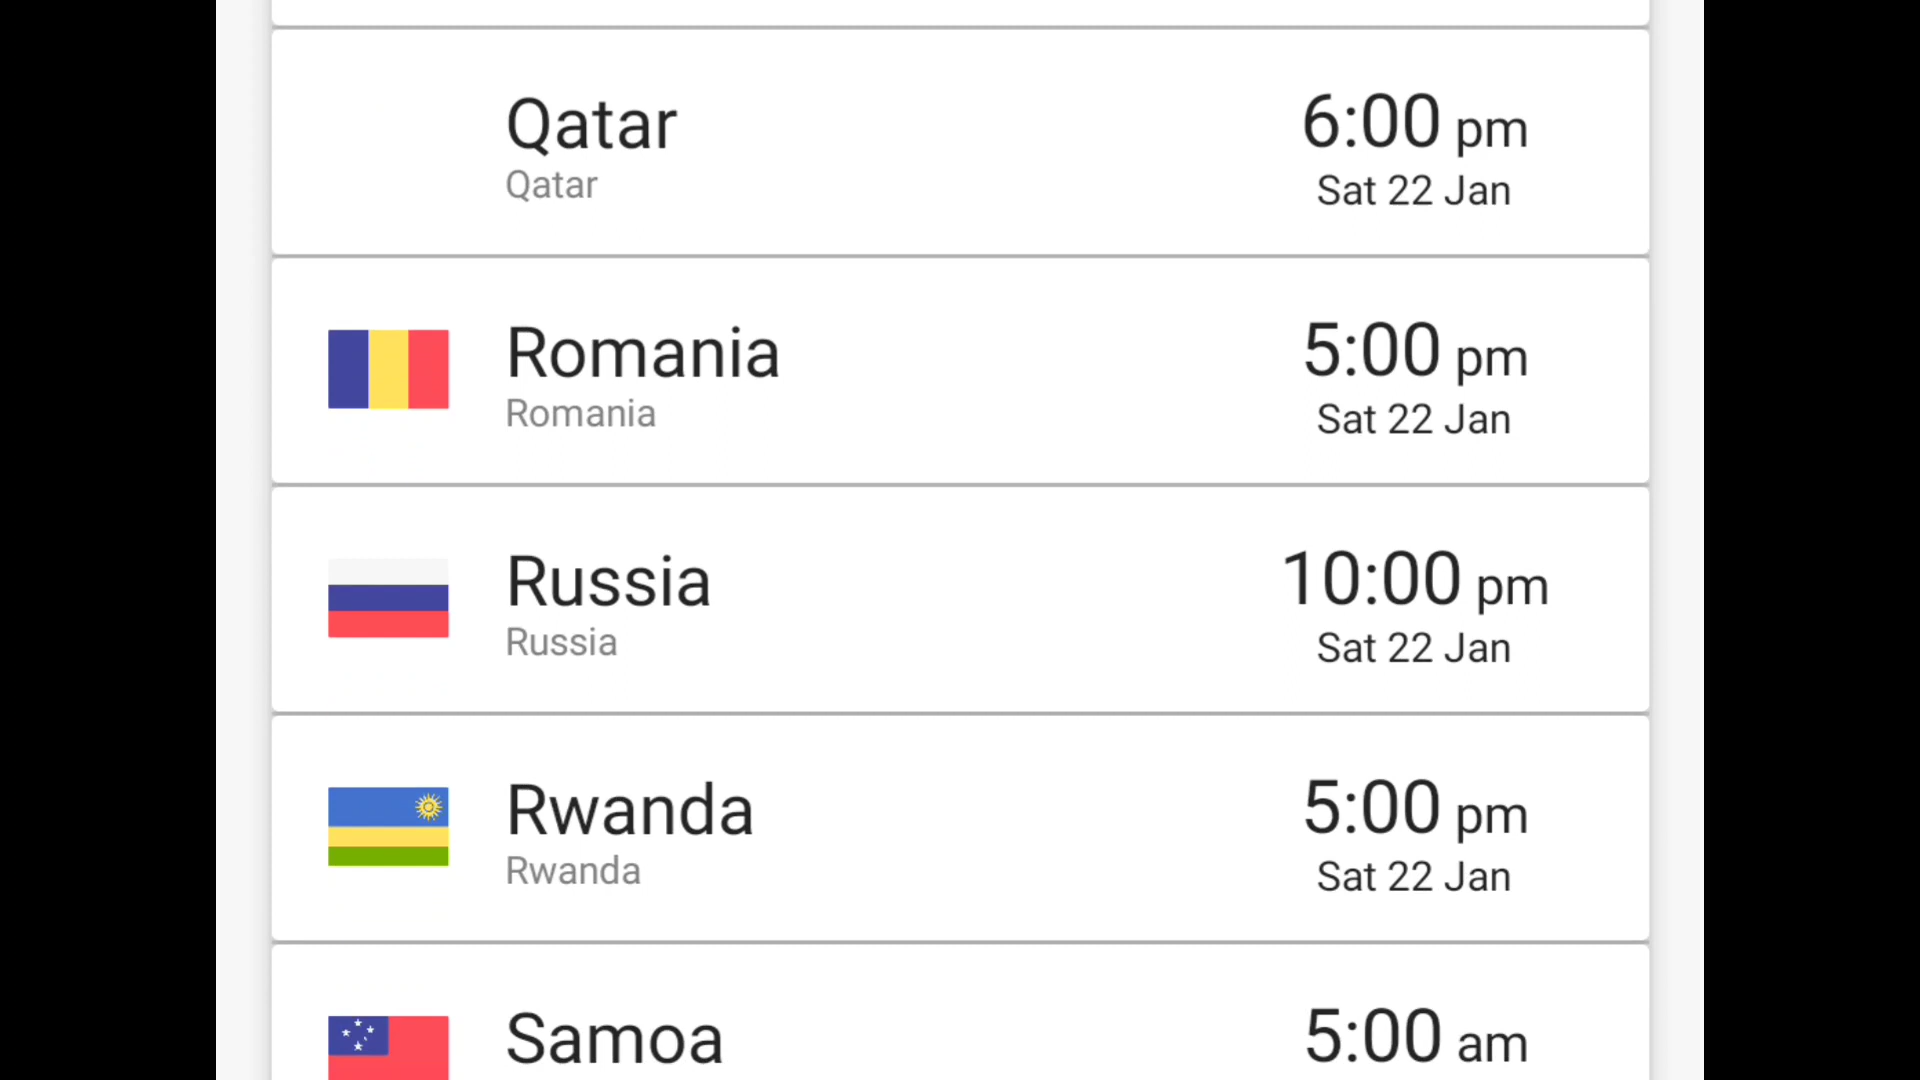 Qatar
Qatar
6:00 pm
Sat 22 Jan
Romania
Romania
5:00 pm
Sat 22 Jan
Russia
Russia
10:00 pm
Sat 22 Jan
Rwanda
Rwanda
5:00 pm
Sat 22 Jan
Samoa
5:00 am